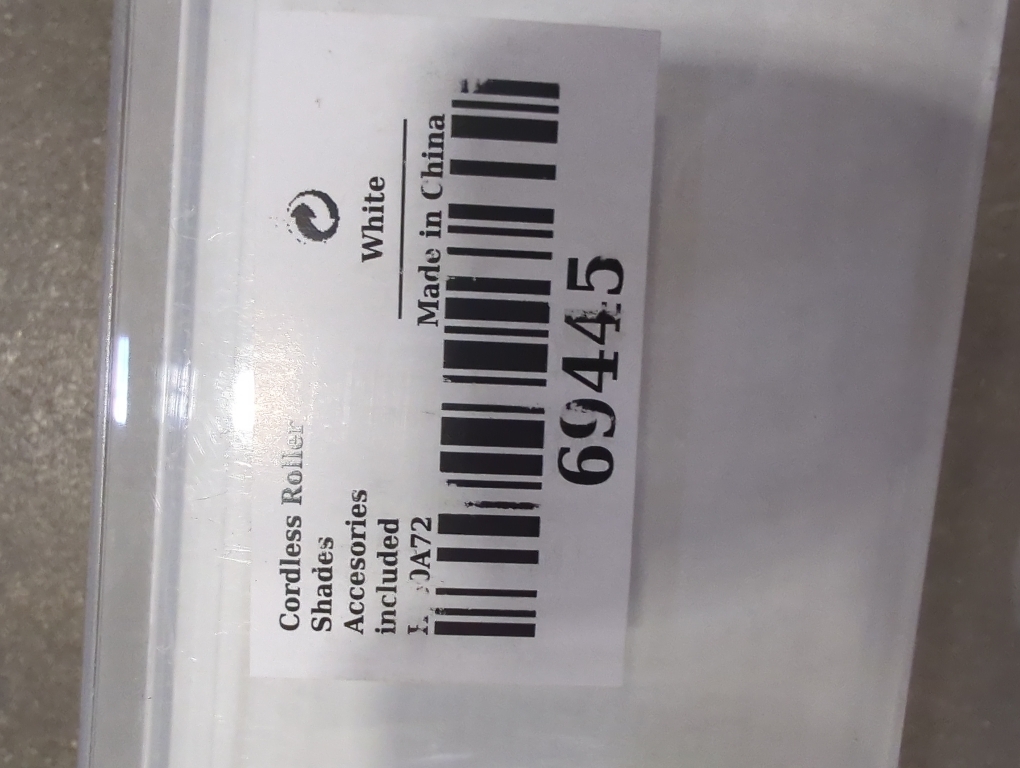 Cordless Roller
Shades
Accesories
included
White
Made in China
69445